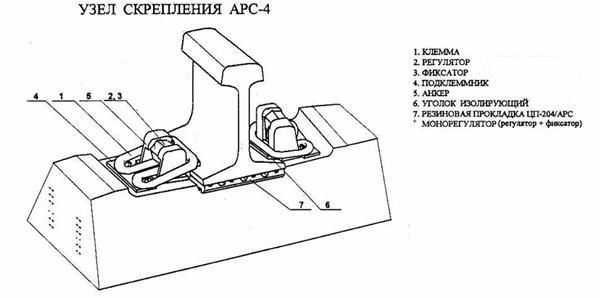 УЗЕЛ СКРЕПЛЕНИЯ АРС-4
1. КЛЕММА
2. РЕГУЛЯТОР
3. ФИКСАТОР
4. ПОДКЛЕММНИК
5. АНКЕР
6. УГОЛОК ИЗОЛИРУЮЩИЙ
7. РЕЗИНОВАЯ ПРОКЛАДКА ЦП-204/АРС
* МОНОРЕГУЛЯТОР (регулятор + фиксатор)
4 1 5 2, 3
7 6